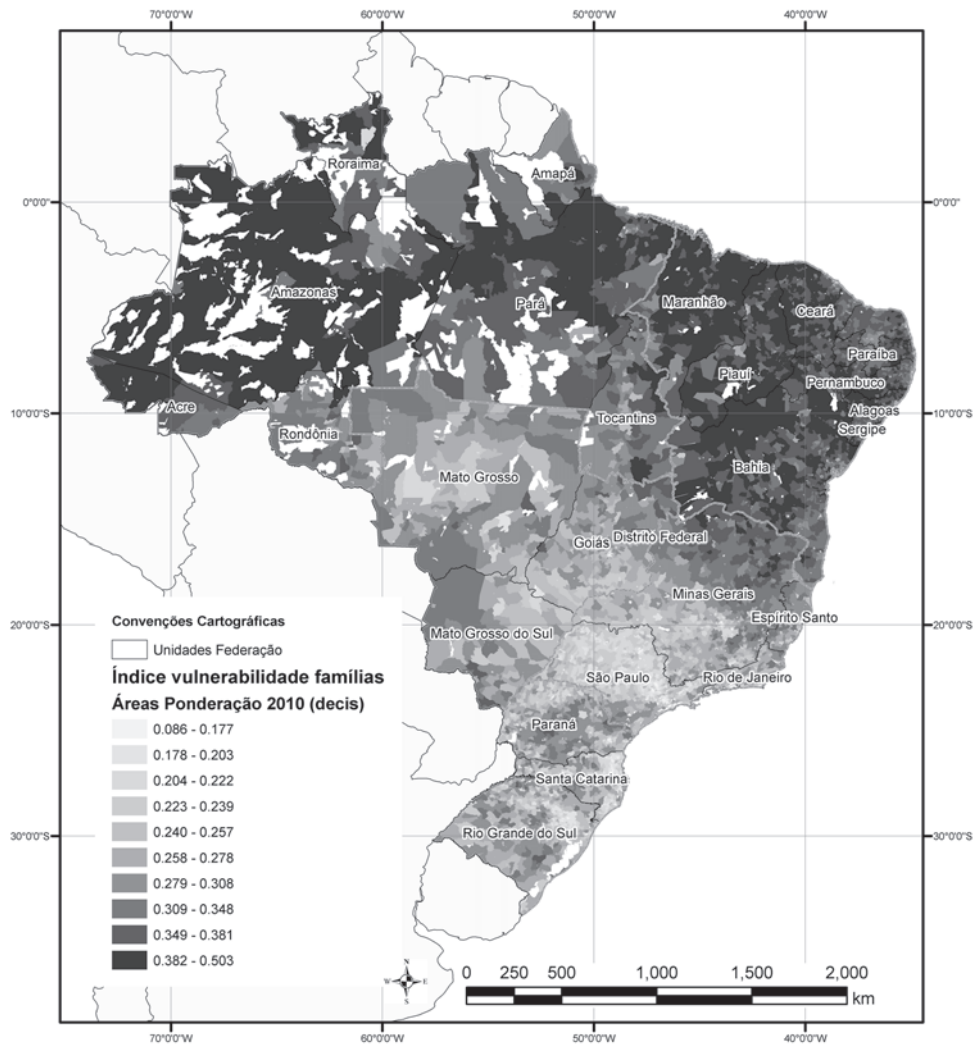 70°0'0"W 60°0'0"W 50°0'0"W 40°0'0"W
0°0'0" 0°0'0"
10°0'0"S 10°0'0"S
20°0'0"S 20°0'0"S
30°0'0"S 30°0'0"S
Roraima
Amapá
Amazonas
Pará
Maranhão
Ceará
Paraíba
Piauí
Pernambuco
Acre
Alagoas
Tocantins
Sergipe
Rondônia
Bahia
Mato Grosso
Goiás
Distrito Federal
Minas Gerais
Espírito Santo
Mato Grosso do Sul
São Paulo
Rio de Janeiro
Paraná
Santa Catarina
Rio Grande do Sul
Convenções Cartográficas
Unidades Federação
Índice vulnerabilidade famílias
Áreas Ponderação 2010 (decis)
0.086 - 0.177
0.178 - 0.203
0.204 - 0.222
0.223 - 0.239
0.240 - 0.257
0.258 - 0.278
0.279 - 0.308
0.309 - 0.348
0.349 - 0.381
0.382 - 0.503
N
W E
S
0 250 500 1,000 1,500 2,000
km
70°0'0"W 60°0'0"W 50°0'0"W 40°0'0"W